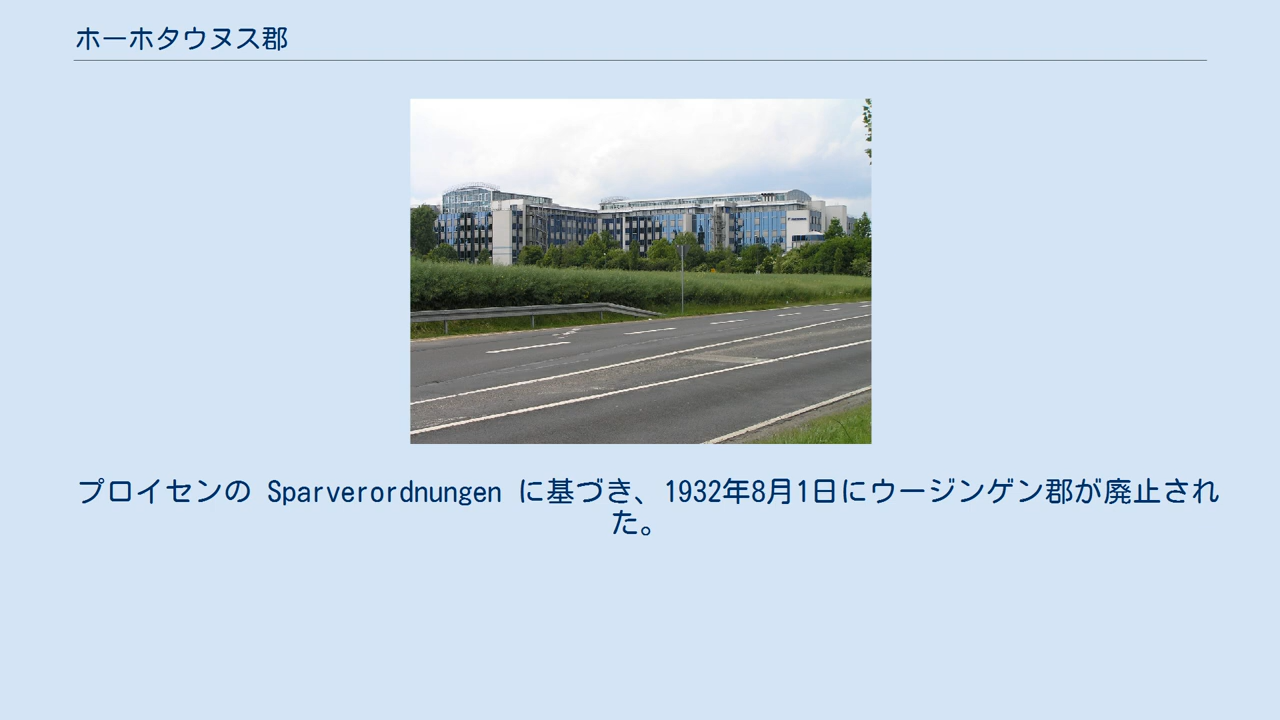 ホーホタウヌス郡
プロイセンの Sparverordnungen に基づき、1932年8月1日にウージンゲン郡が廃止され
た。